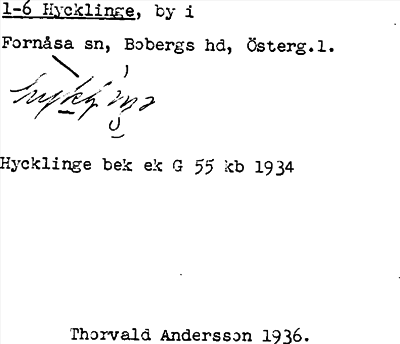 1-6 Hycklinge, by i
Fornåsa sn, Bobergs hd, Österg.l.
Hycklinge bek ek G 55 kb 1934
Thorvald Andersson 1936.